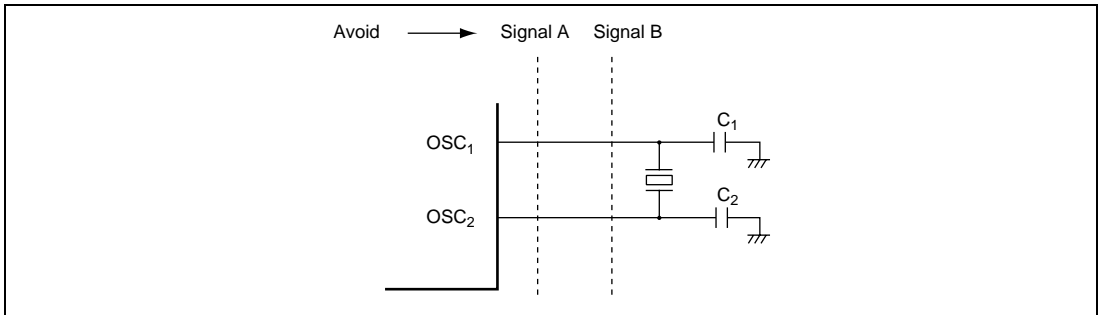 Avoid Signal A Signal B
OSC₁
C₁
OSC₂
C₂